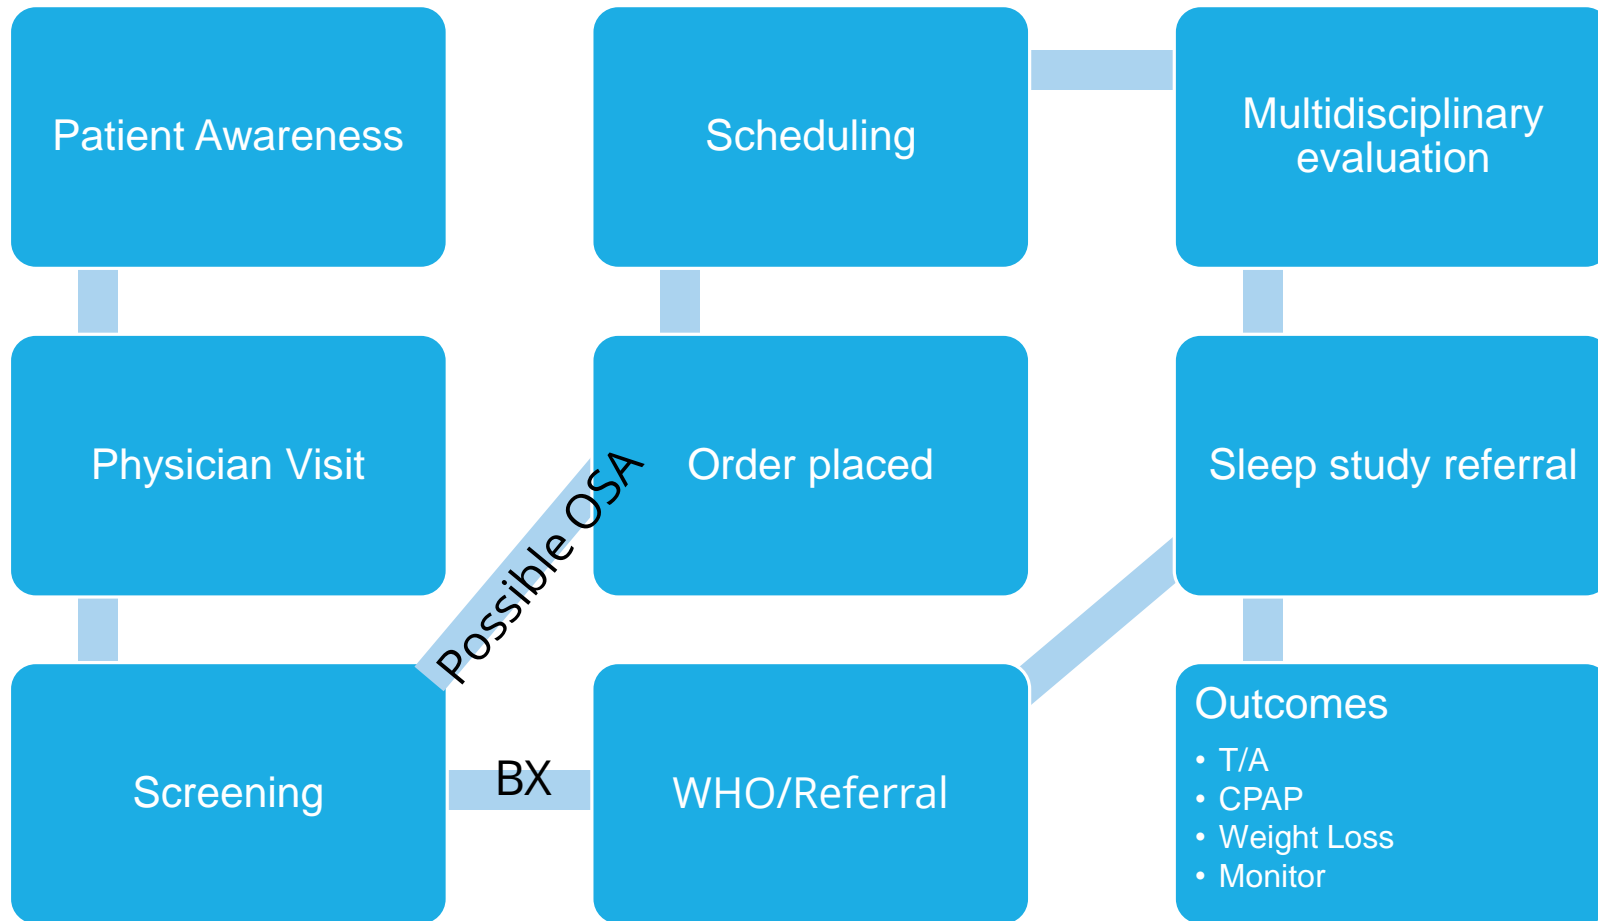 Patient Awareness
Physician Visit
Screening
Possible OSA
BX
Scheduling
Order placed
WHO/Referral
Multidisciplinary
evaluation
Sleep study referral
Outcomes
• T/A
• CPAP
• Weight Loss
• Monitor